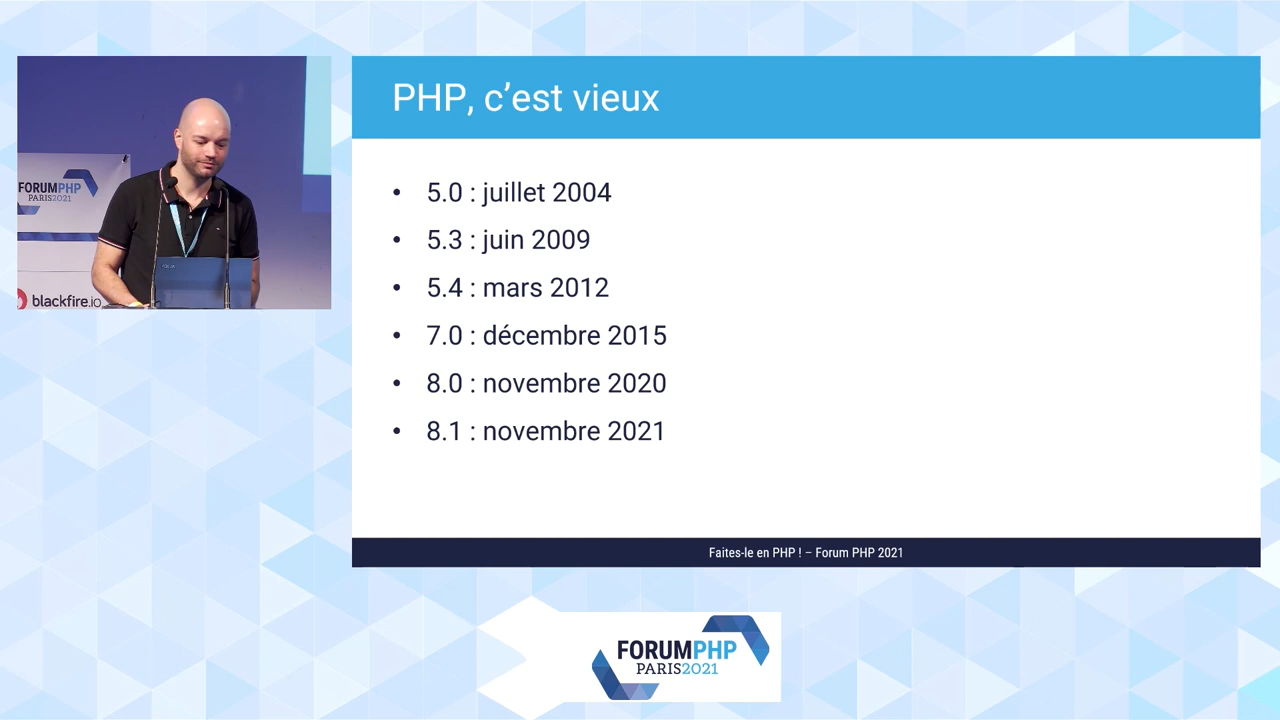 PHP, c’est vieux
• 5.0 : juillet 2004
• 5.3 : juin 2009
• 5.4 : mars 2012
• 7.0 : décembre 2015
• 8.0 : novembre 2020
• 8.1 : novembre 2021
Faites-le en PHP ! – Forum PHP 2021
FORUMPHP
PARIS2021
blackfire.io
FORUMPHP
PARIS2021